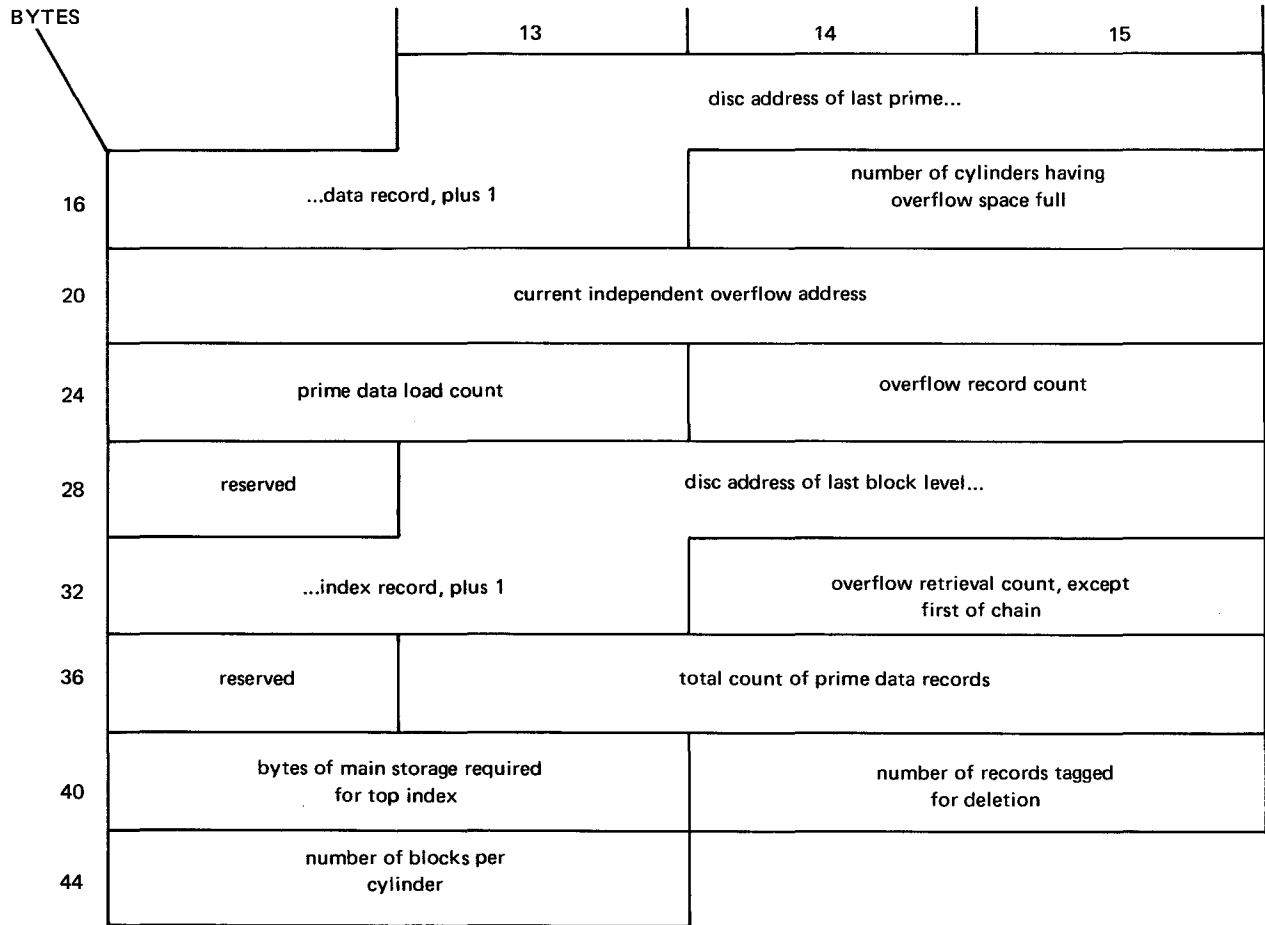 BYTES
13
14
15
disc address of last prime...
16
...data record, plus 1
number of cylinders having
overflow space full
20
current independent overflow address
24
prime data load count
overflow record count
28
reserved
disc address of last block level...
32
...index record, plus 1
overflow retrieval count, except
first of chain
36
reserved
total count of prime data records
40
bytes of main storage required
for top index
number of records tagged
for deletion
44
number of blocks per
cylinder